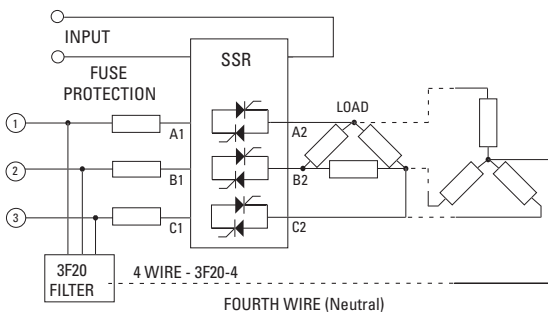 INPUT
SSR
FUSE
PROTECTION
LOAD
1
A1
A2
2
B1
B2
3
C1
C2
3F20
FILTER
4 WIRE - 3F20-4
FOURTH WIRE (Neutral)